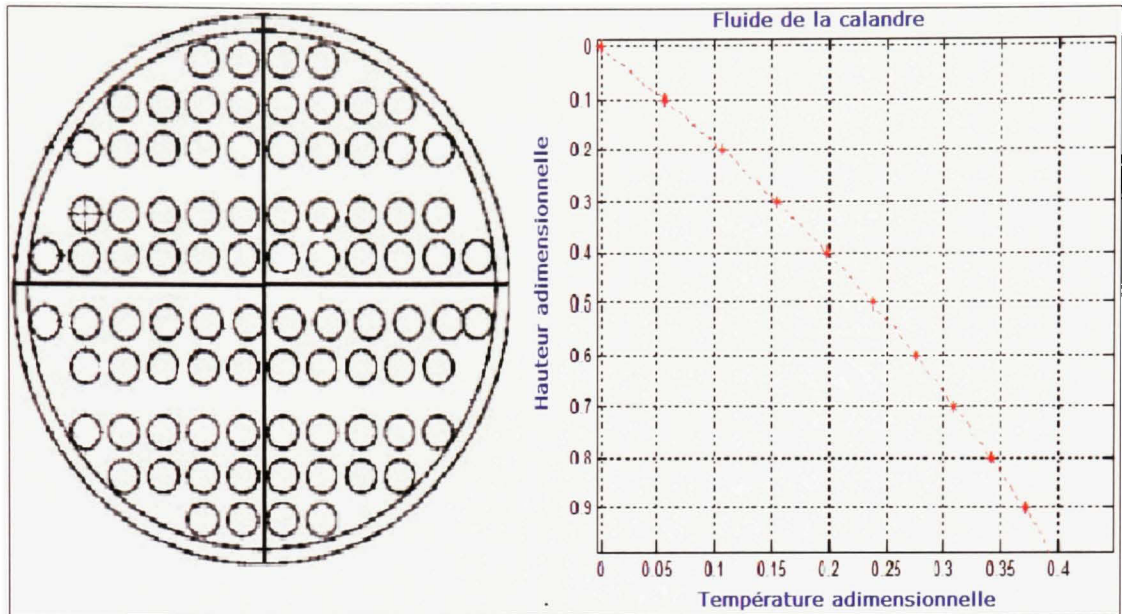 Fluide de la calandre
Hauteur adimensionnelle
0
0.1
0.2
0.3
0.4
0.5
0.6
0.7
0.8
0.9
0 0.05 0.1 0.15 0.2 0.25 0.3 0.35 0.4
Température adimensionnelle